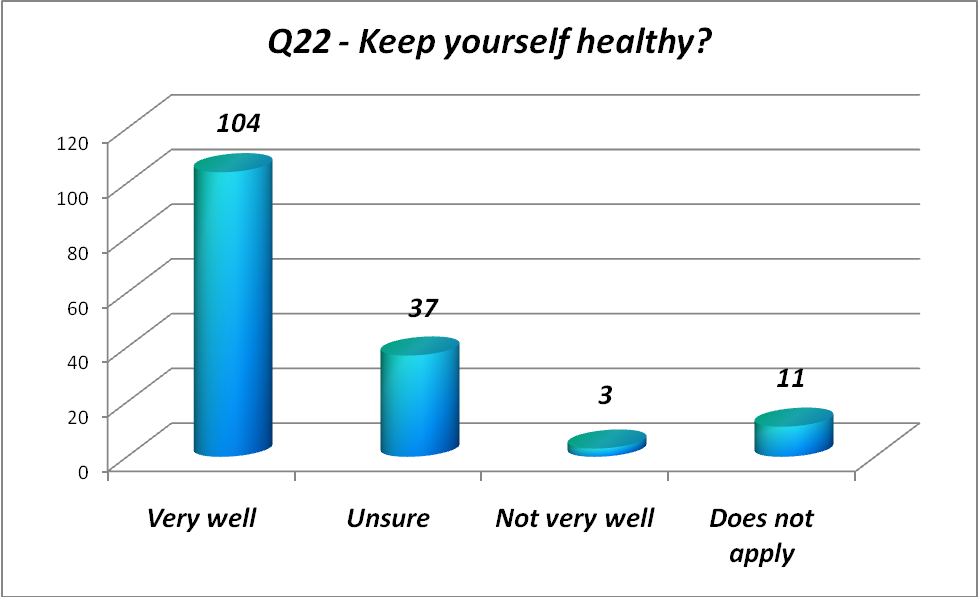 Q22 - Keep yourself healthy?
120
100
80
60
40
20
0
104
37
3
11
Very well
Unsure
Not very well
Does not
apply